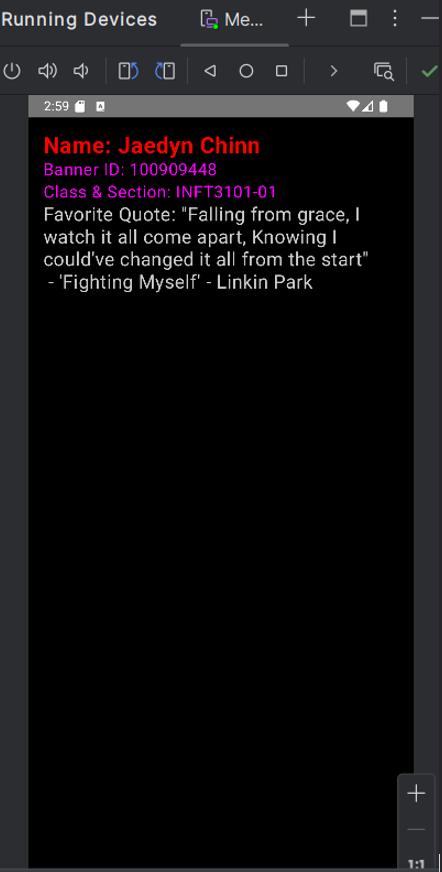 Running Devices
Me...
2:59
Name: Jaedyn Chinn
Banner ID: 100909448
Class & Section: INFT3101-01
Favorite Quote: "Falling from grace, I
watch it all come apart, Knowing I
could've changed it all from the start"
- 'Fighting Myself' - Linkin Park
1:1